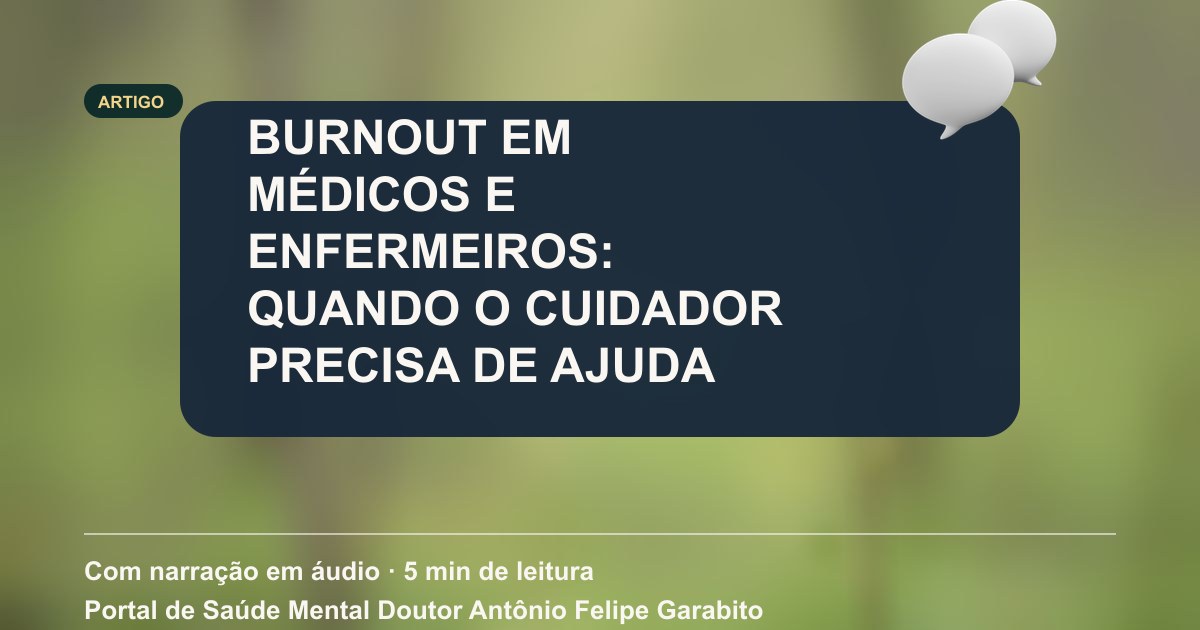 ARTIGO
BURNOUT EM
MÉDICOS E
ENFERMEIROS:
QUANDO O CUIDADOR
PRECISA DE AJUDA
Com narração em áudio · 5 min de leitura
Portal de Saúde Mental Doutor Antônio Felipe Garabito